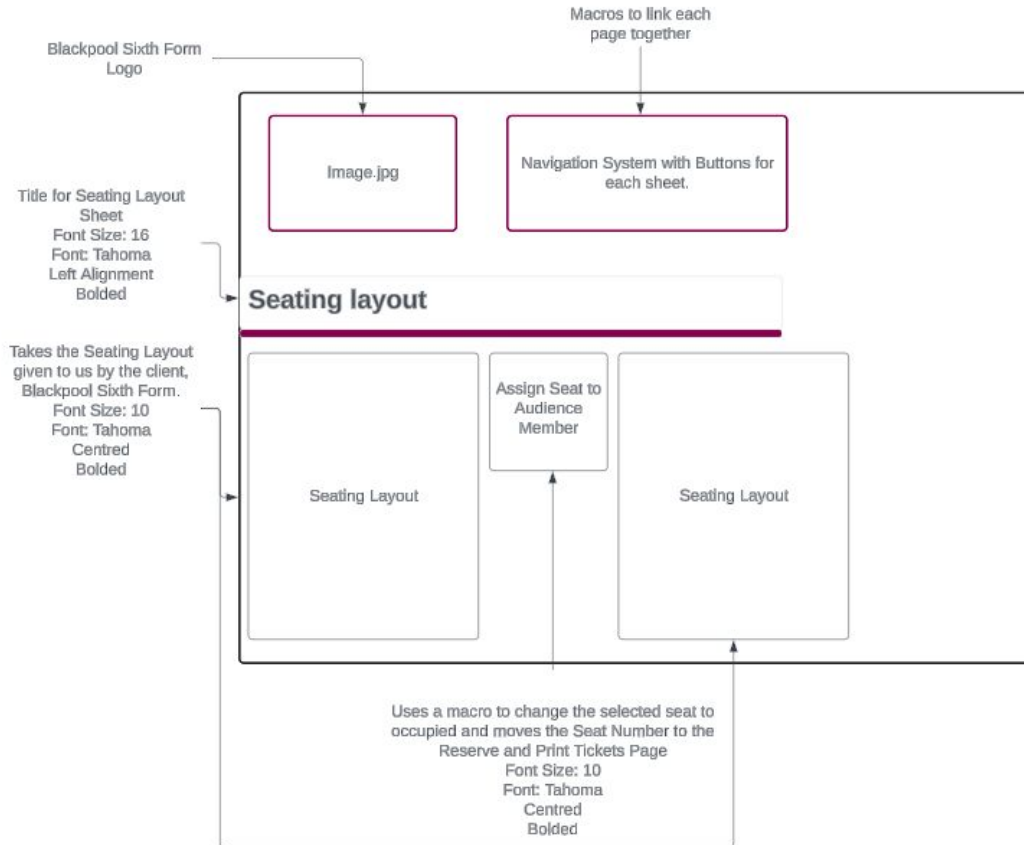 Macros to link each
page together
Blackpool Sixth Form
Logo
Image.jpg
Navigation System with Buttons for
each sheet.
Title for Seating Layout
Sheet
Font Size: 16
Font: Tahoma
Left Alignment
Bolded
Seating layout
Takes the Seating Layout
given to us by the client,
Blackpool Sixth Form.
Font Size: 10
Font: Tahoma
Centred
Bolded
Assign Seat to
Audience
Member
Seating Layout
Seating Layout
Uses a macro to change the selected seat to
occupied and moves the Seat Number to the
Reserve and Print Tickets Page
Font Size: 10
Font: Tahoma
Centred
Bolded